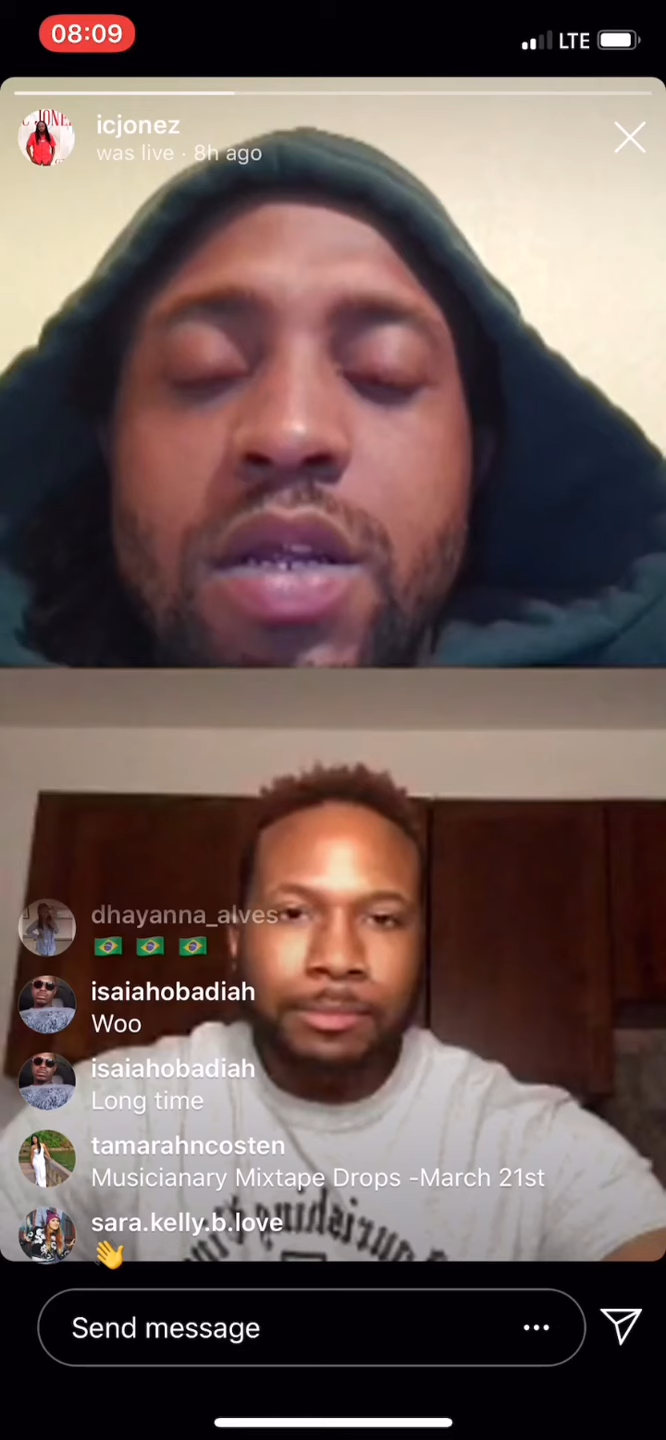 08:09
LTE
icjonez
was live · 8h ago
dhayanna_alves
🇧🇷 🇧🇷 🇧🇷
isaiahobadiah
Woo
isaiahobadiah
Long time
tamarahncosten
Musicianary Mixtape Drops -March 21st
sara.kelly.b.love
👋
Send message